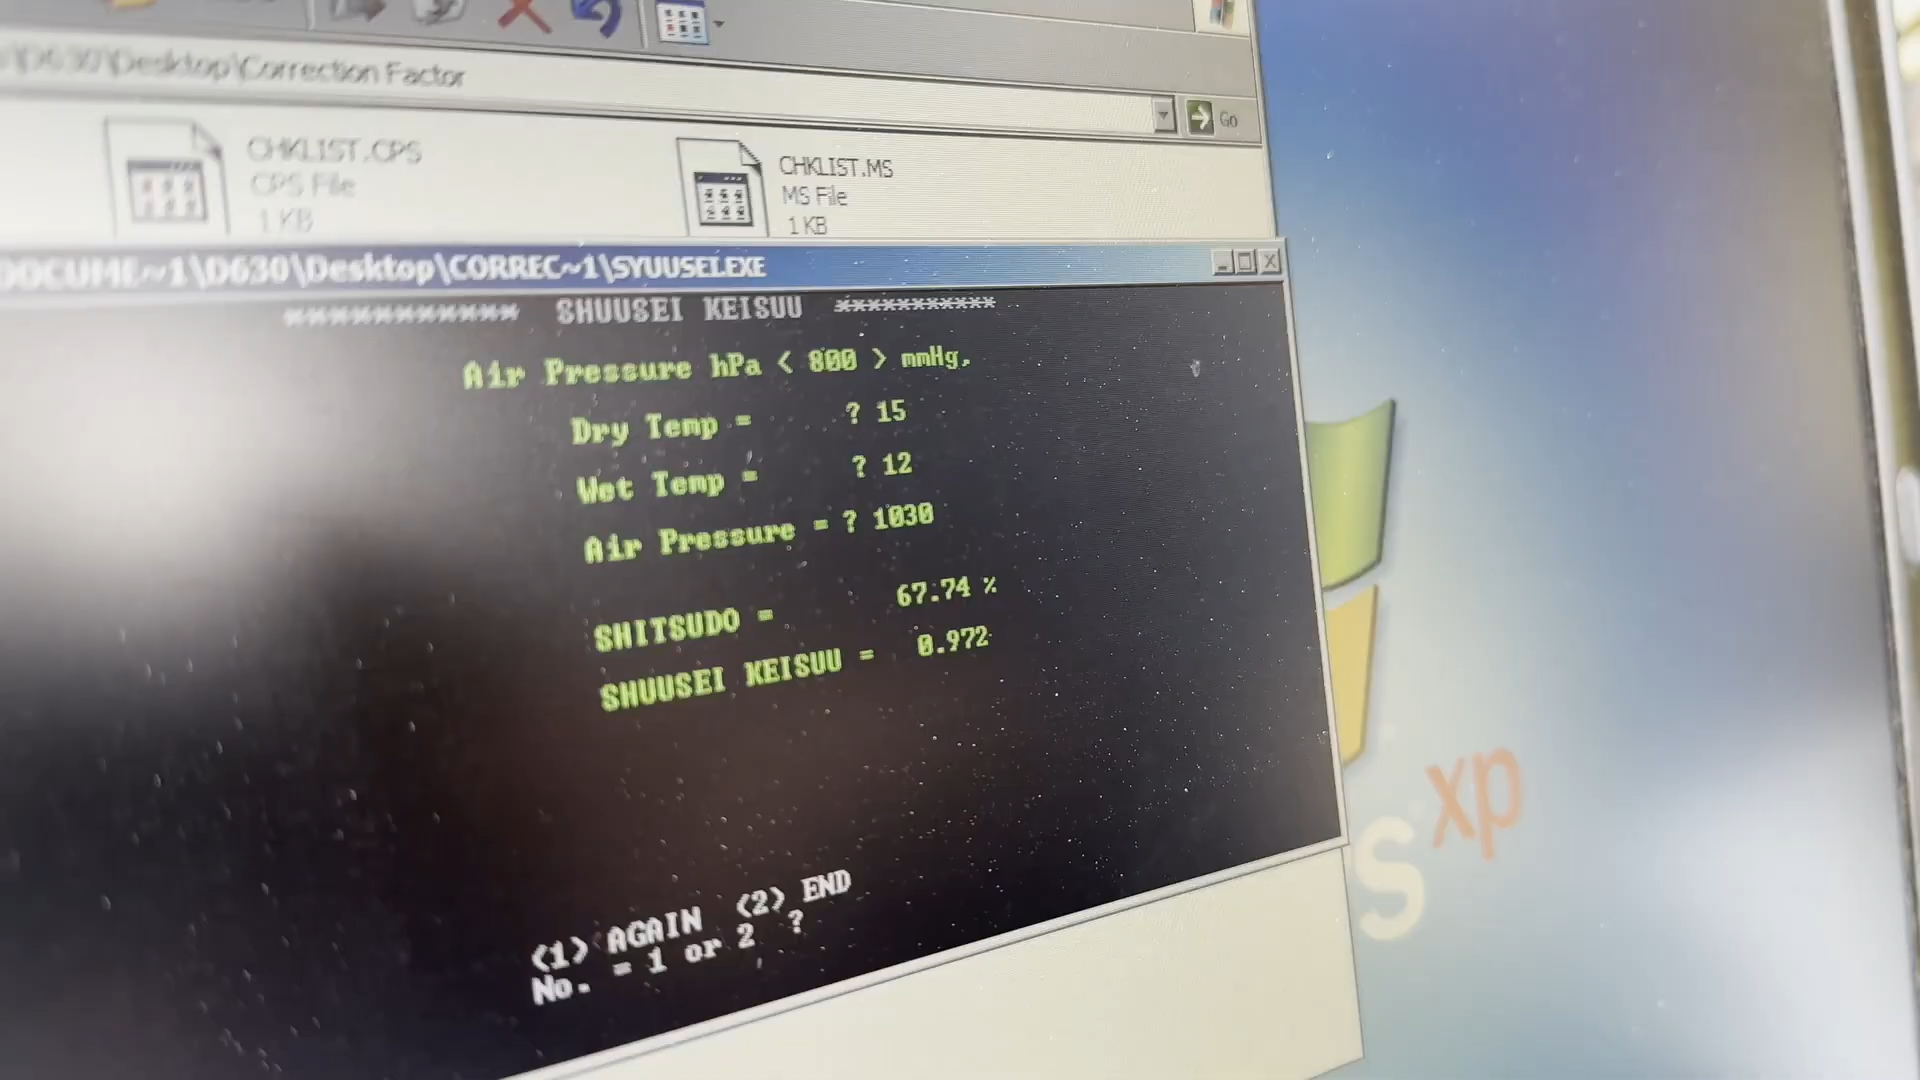 \D630\Desktop\Correction Factor
Go
CHKLIST.CPS
CPS File
1 KB
CHKLIST.MS
MS File
1 KB
DOCUME~1\D630\Desktop\CORREC~1\SYUUSEI.EXE
*********** SHUUSEI KEISUU ***********
Air Pressure hPa < 800 > mmHg.
Dry Temp = ? 15
Wet Temp = ? 12
Air Pressure = ? 1030
SHITSUDO = 67.74 %
SHUUSEI KEISUU = 0.972
(1) AGAIN (2) END
No. = 1 or 2 ?
s xp